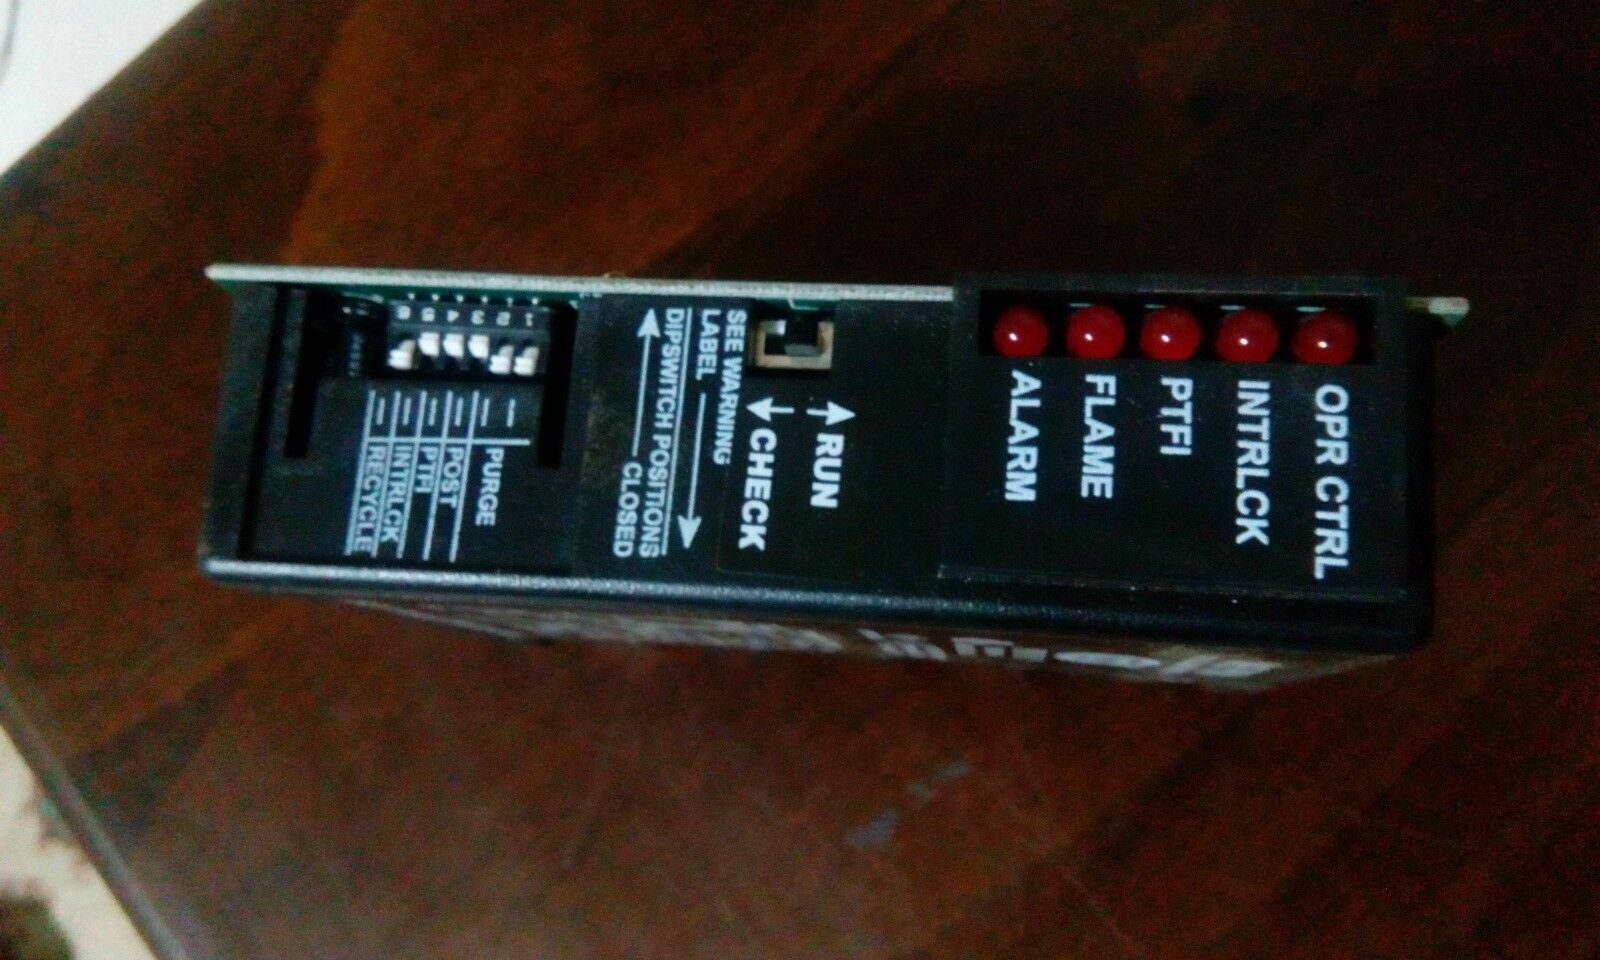 OPR CTRL
INTRLCK
PTFI
FLAME
ALARM
RUN
CHECK
SEE WARNING
LABEL
DIPSWITCH POSITIONS
CLOSED
1
2
3
4
5
6
PURGE
POST
PTFI
INTRLCK
RECYCLE